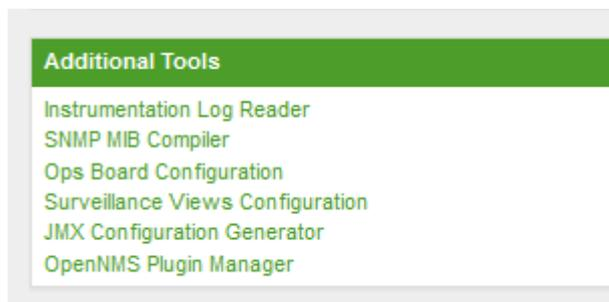 Additional Tools
Instrumentation Log Reader
SNMP MIB Compiler
Ops Board Configuration
Surveillance Views Configuration
JMX Configuration Generator
OpenNMS Plugin Manager